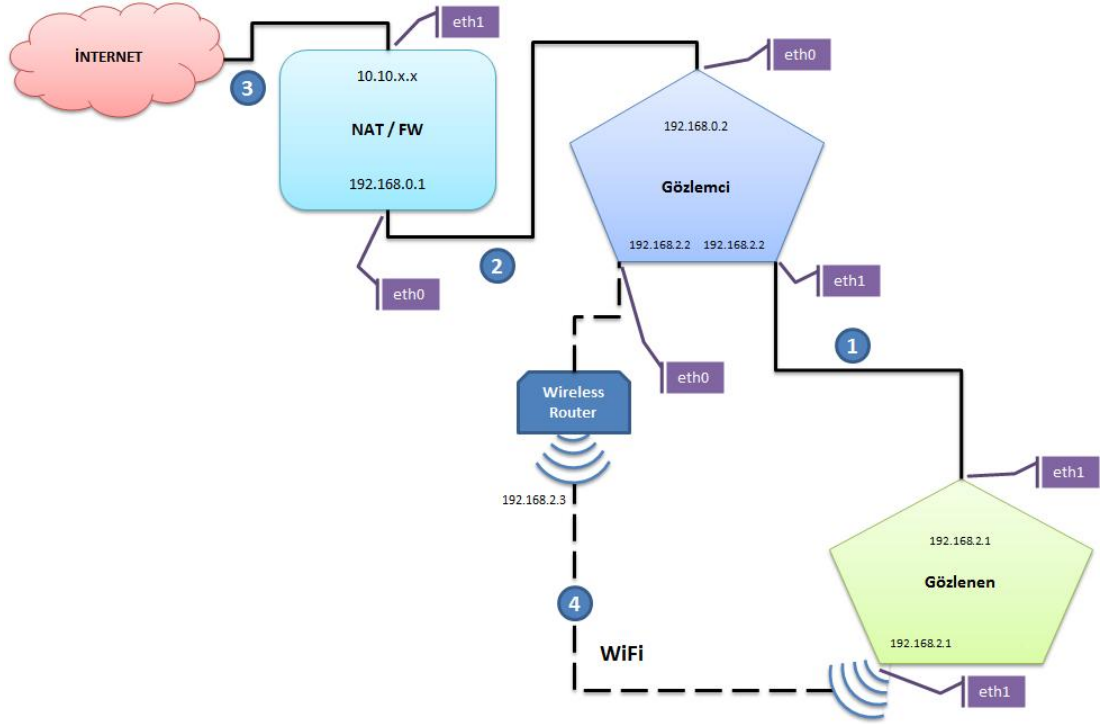 eth1
İNTERNET
3
10.10.x.x
NAT / FW
192.168.0.1
eth0
2
eth0
192.168.0.2
Gözlemci
192.168.2.2 192.168.2.2
eth1
1
eth0
Wireless
Router
192.168.2.3
eth1
192.168.2.1
Gözlenen
192.168.2.1
4
WiFi
eth1